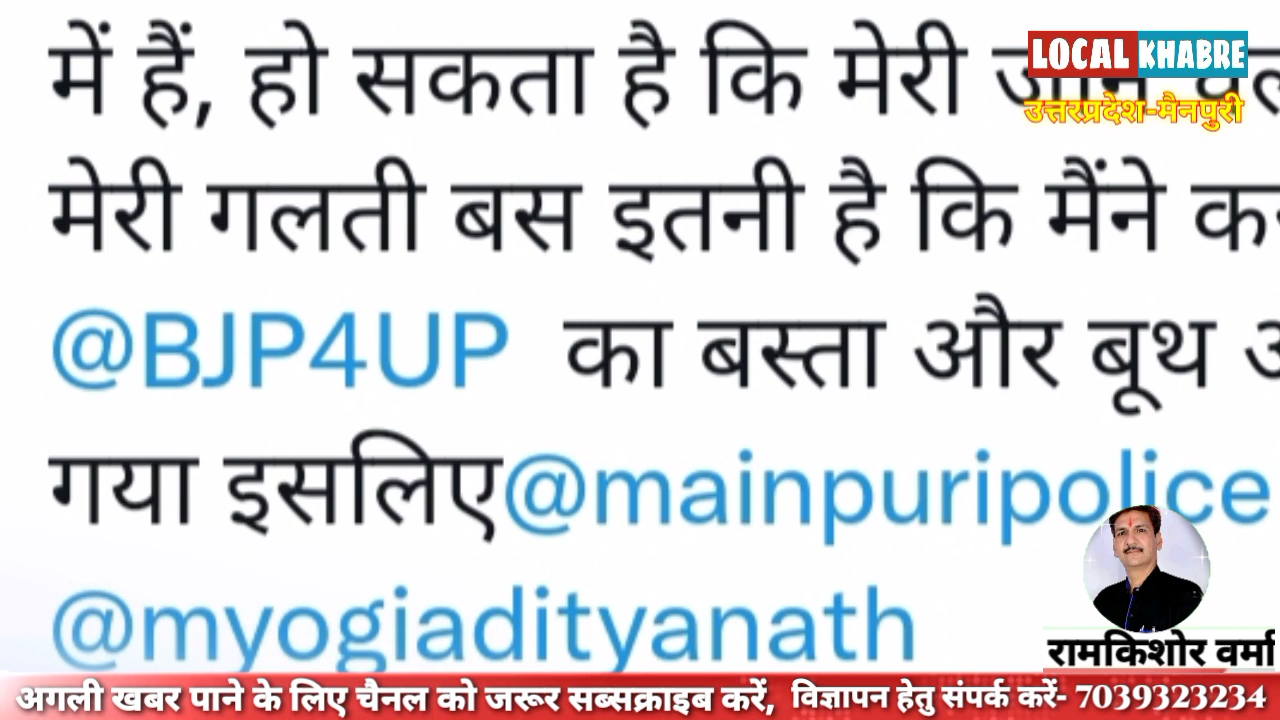 में हैं, हो सकता है कि मेरी
LOCAL KHABRE
उत्तरप्रदेश-मैनपुरी
मेरी गलती बस इतनी है कि मैंने
@BJP4UP का बस्ता और बूथ
गया इसलिए@mainpuripolice
@myogiadityanath
रामकिशोर वर्मा
अगली खबर पाने के लिए चैनल को जरूर सब्सक्राइब करें, विज्ञापन हेतु संपर्क करें- 7039323234